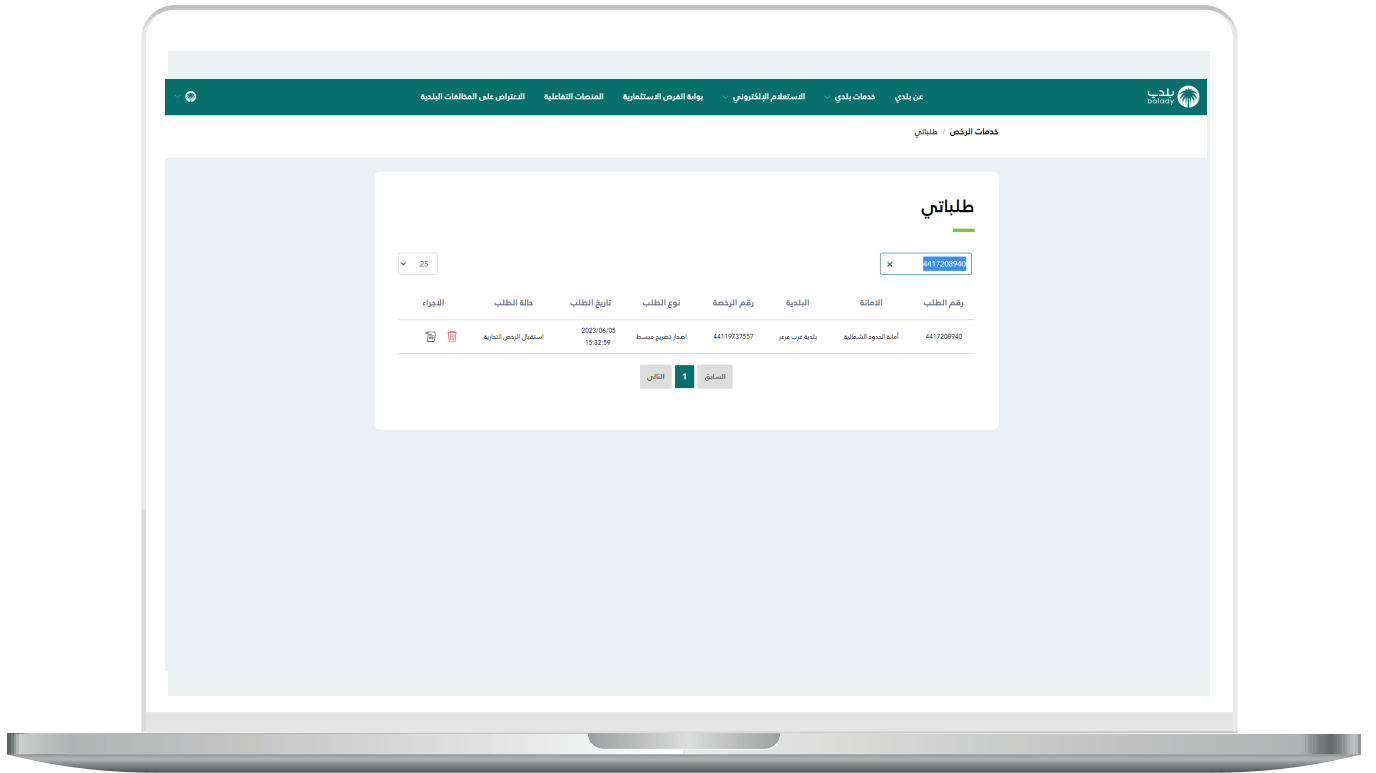 بلدي
balady
عن بلدي
خدمات بلدي
الاستعلام الإلكتروني
بوابة الفرص الاستثمارية
المنصات التفاعلية
الاعتراض على المخالفات البلدية
خدمات الرخص / طلباتي
طلباتي
4417208940 ×
25
رقم الطلب الامانة البلدية رقم الرخصة نوع الطلب تاريخ الطلب حالة الطلب الاجراء
4417208940 أمانة الحدود الشمالية بلدية غرب عرعر 44119737557 اصدار تصريح مبسط 2023/06/05 استقبال الرخص التجارية
15:32:59
السابق 1 التالي